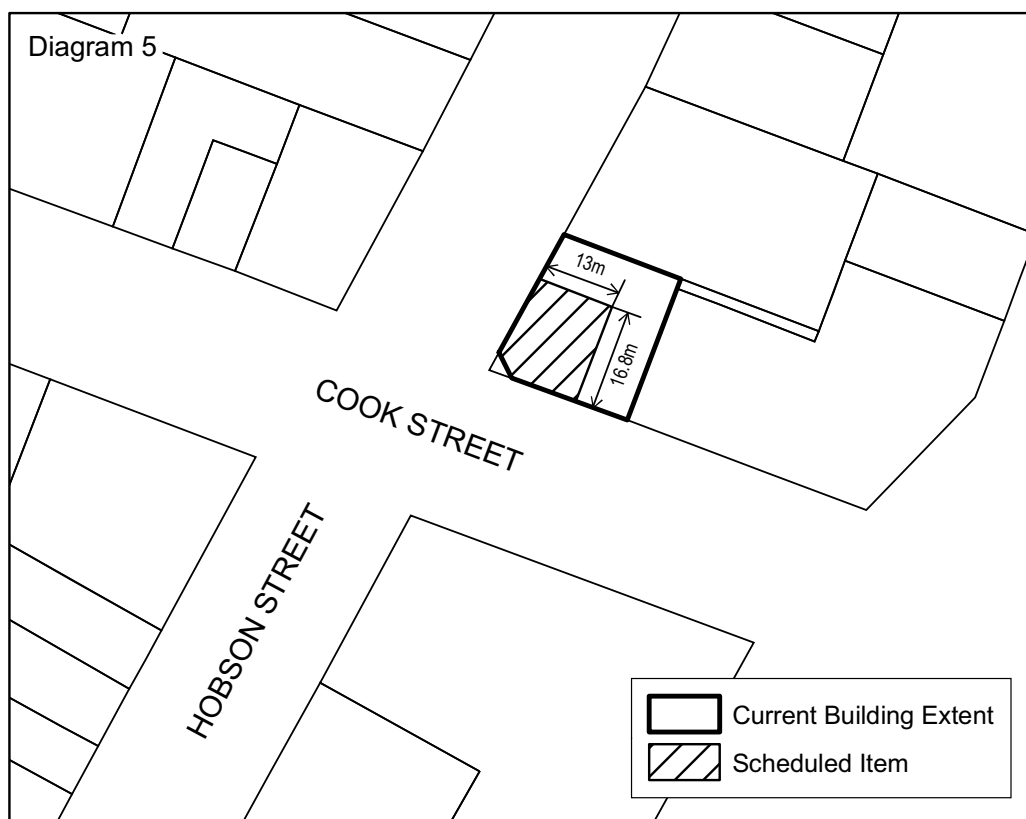 Diagram 5
13m
16.8m
COOK STREET
HOBSON STREET
Current Building Extent
Scheduled Item